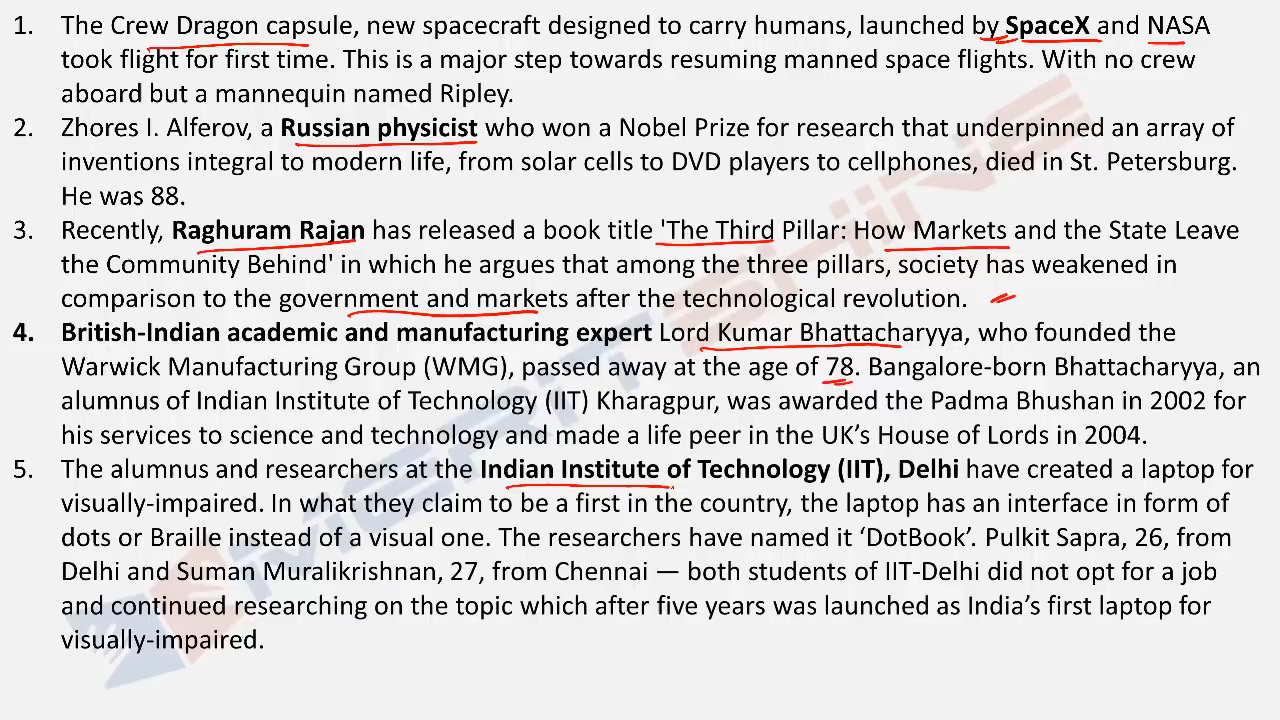 1. The Crew Dragon capsule, new spacecraft designed to carry humans, launched by SpaceX and NASA
took flight for first time. This is a major step towards resuming manned space flights. With no crew
aboard but a mannequin named Ripley.
2. Zhores I. Alferov, a Russian physicist who won a Nobel Prize for research that underpinned an array of
inventions integral to modern life, from solar cells to DVD players to cellphones, died in St. Petersburg.
He was 88.
3. Recently, Raghuram Rajan has released a book title 'The Third Pillar: How Markets and the State Leave
the Community Behind' in which he argues that among the three pillars, society has weakened in
comparison to the government and markets after the technological revolution.
4. British-Indian academic and manufacturing expert Lord Kumar Bhattacharyya, who founded the
Warwick Manufacturing Group (WMG), passed away at the age of 78. Bangalore-born Bhattacharyya, an
alumnus of Indian Institute of Technology (IIT) Kharagpur, was awarded the Padma Bhushan in 2002 for
his services to science and technology and made a life peer in the UK’s House of Lords in 2004.
5. The alumnus and researchers at the Indian Institute of Technology (IIT), Delhi have created a laptop for
visually-impaired. In what they claim to be a first in the country, the laptop has an interface in form of
dots or Braille instead of a visual one. The researchers have named it ‘DotBook’. Pulkit Sapra, 26, from
Delhi and Suman Muralikrishnan, 27, from Chennai — both students of IIT-Delhi did not opt for a job
and continued researching on the topic which after five years was launched as India’s first laptop for
visually-impaired.